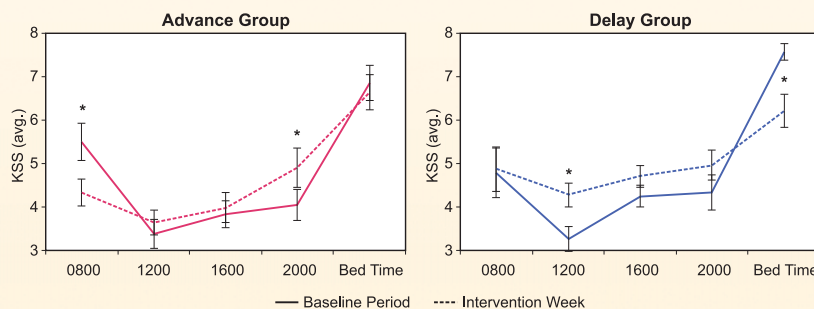 Advance Group
8
7
6
5
4
3
KSS (avg.)
*
*
0800 1200 1600 2000 Bed Time
Delay Group
8
7
6
5
4
3
KSS (avg.)
*
*
0800 1200 1600 2000 Bed Time
Baseline Period Intervention Week